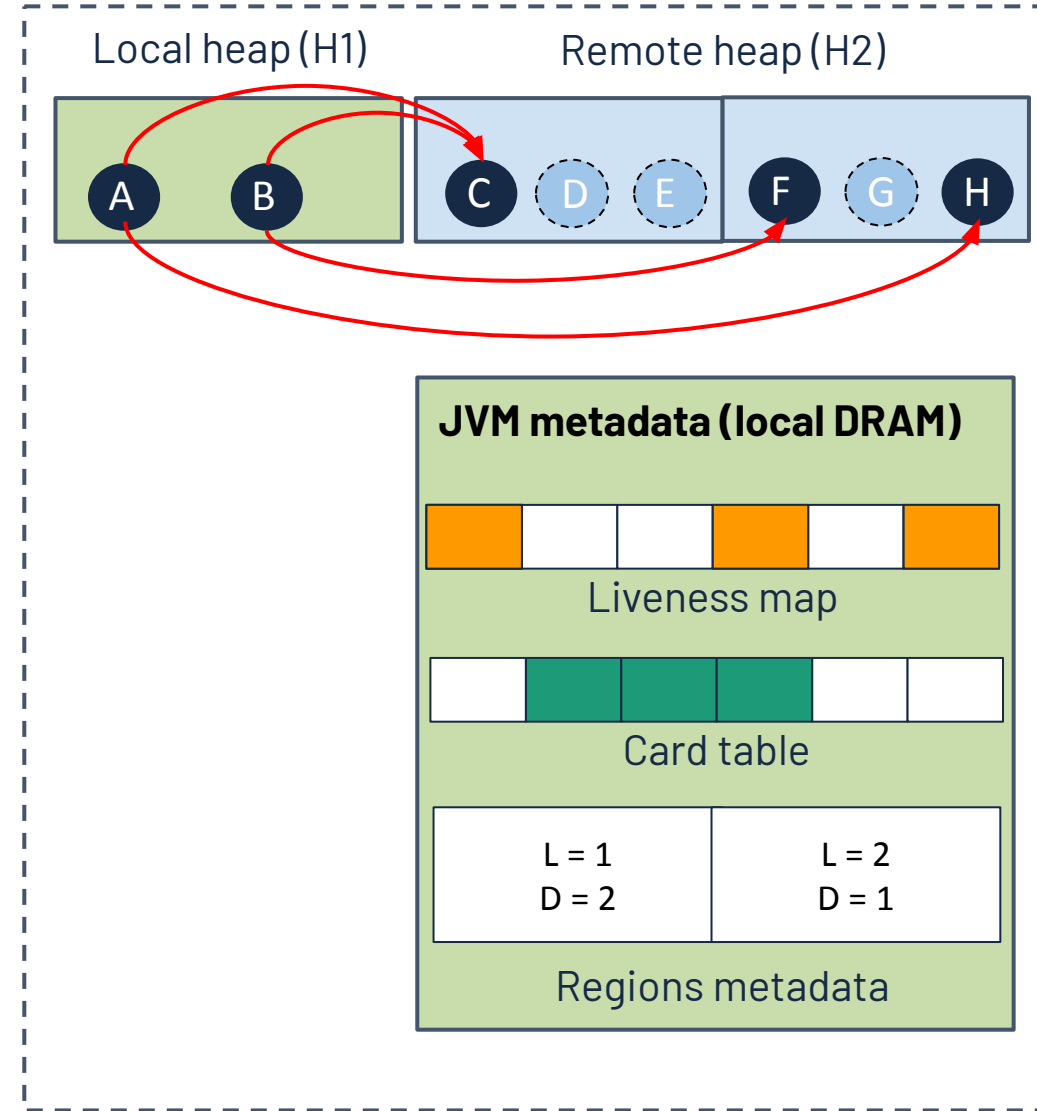 Local heap (H1)
Remote heap (H2)
A
B
C
D
E
F
G
H
JVM metadata (local DRAM)
Liveness map
Card table
L = 1
D = 2
L = 2
D = 1
Regions metadata